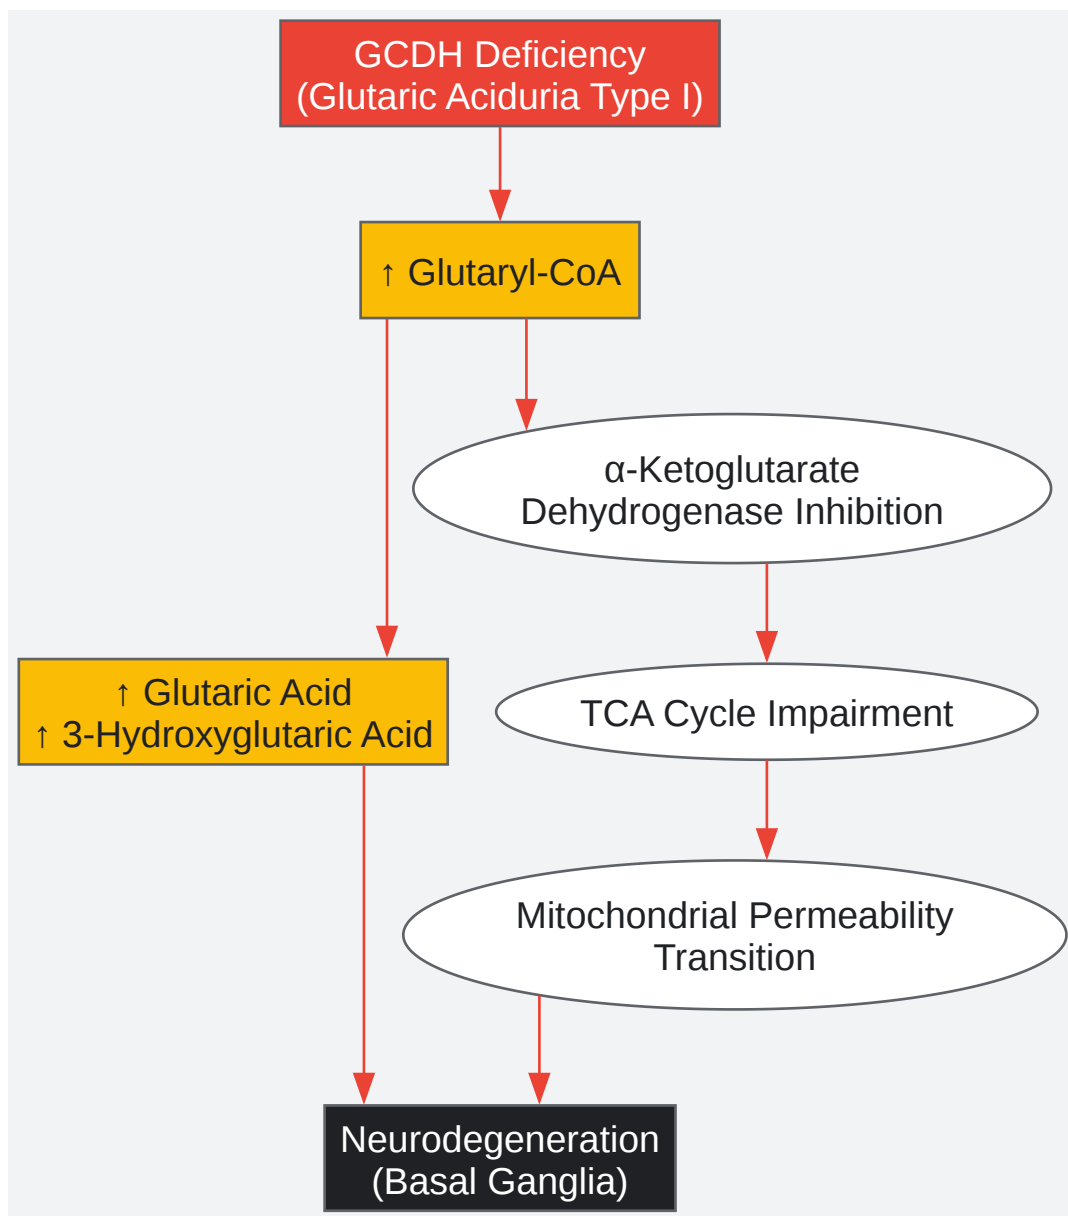 GCDH Deficiency
(Glutaric Aciduria Type I)
↑ Glutaryl-CoA
α-Ketoglutarate
Dehydrogenase Inhibition
↑ Glutaric Acid
↑ 3-Hydroxyglutaric Acid
TCA Cycle Impairment
Mitochondrial Permeability
Transition
Neurodegeneration
(Basal Ganglia)